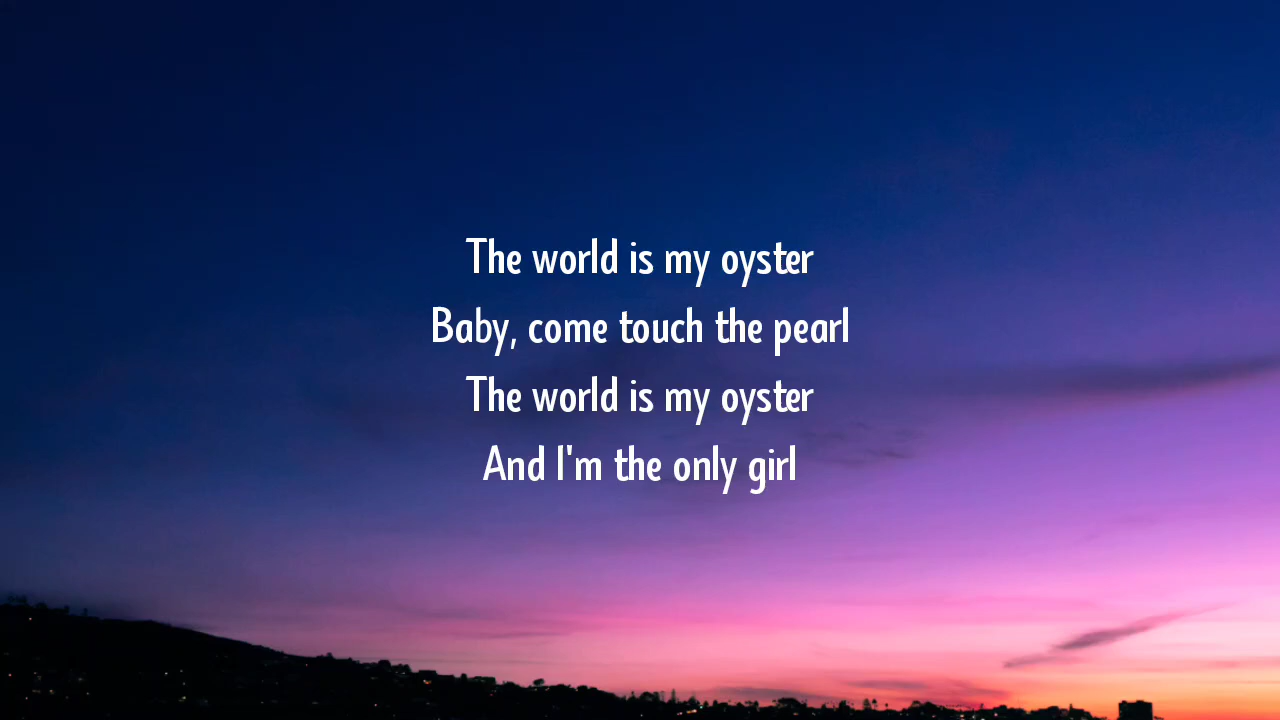 The world is my oyster
Baby, come touch the pearl
The world is my oyster
And I'm the only girl